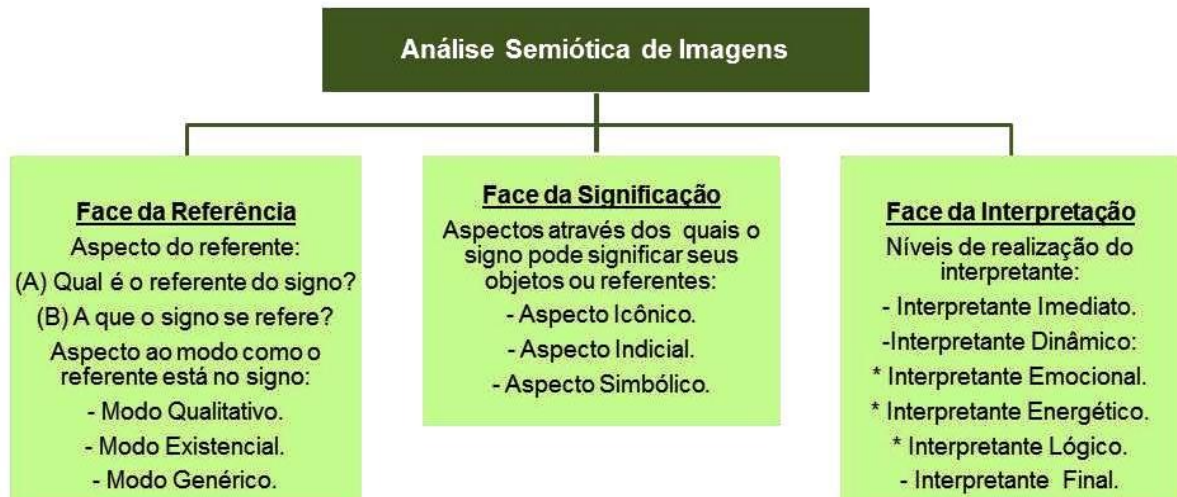 Análise Semiótica de Imagens
Face da Referência
Aspecto do referente:
(A) Qual é o referente do signo?
(B) A que o signo se refere?
Aspecto ao modo como o
referente está no signo:
- Modo Qualitativo.
- Modo Existencial.
- Modo Genérico.
Face da Significação
Aspectos através dos quais o
signo pode significar seus
objetos ou referentes:
- Aspecto Icônico.
- Aspecto Indicial.
- Aspecto Simbólico.
Face da Interpretação
Níveis de realização do
interpretante:
- Interpretante Imediato.
-Interpretante Dinâmico:
* Interpretante Emocional.
* Interpretante Energético.
* Interpretante Lógico.
- Interpretante Final.